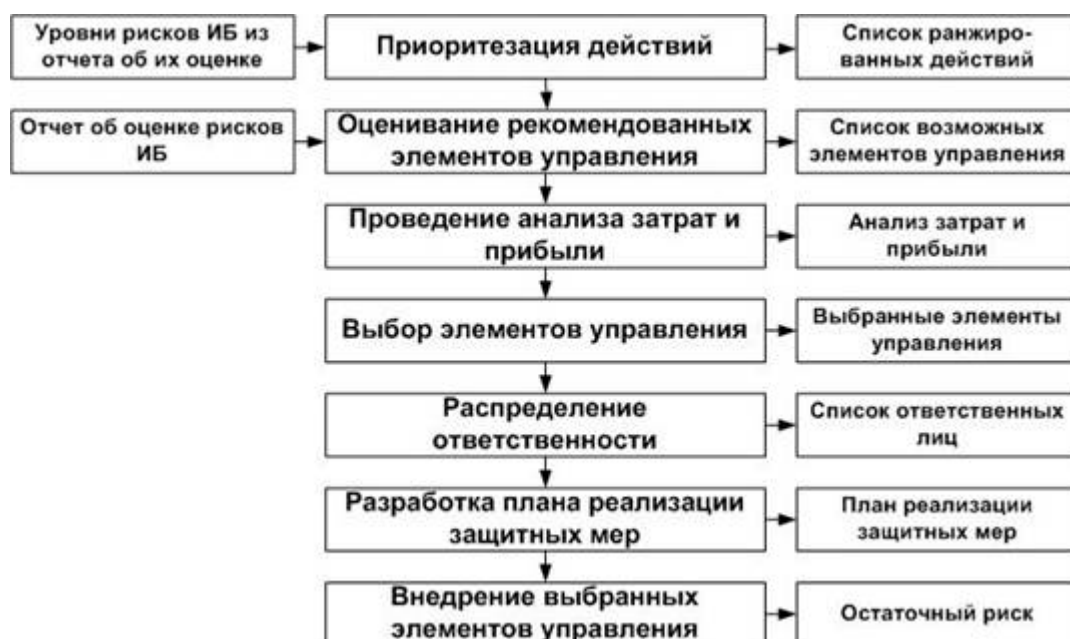 Уровни рисков ИБ из
отчета об их оценке
Приоритезация действий
Список ранжиро-
ванных действий
Отчет об оценке рисков
ИБ
Оценивание рекомендованных
элементов управления
Список возможных
элементов управления
Проведение анализа затрат и
прибыли
Анализ затрат и
прибыли
Выбор элементов управления
Выбранные элементы
управления
Распределение
ответственности
Список ответственных
лиц
Разработка плана реализации
защитных мер
План реализации
защитных мер
Внедрение выбранных
элементов управления
Остаточный риск